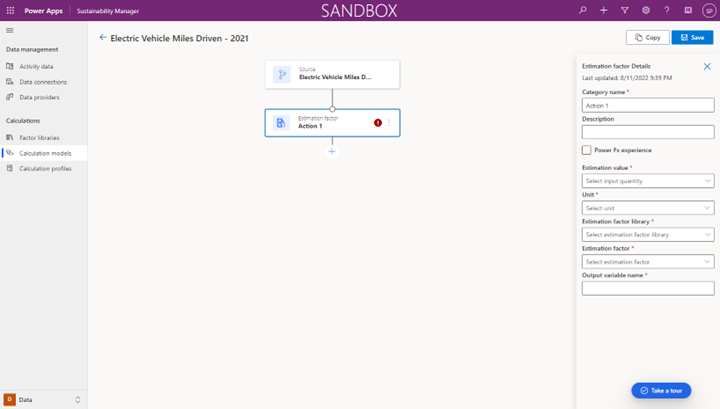 Power Apps
Sustainability Manager
SANDBOX
SP
Data management
Activity data
Data connections
Data providers
Calculations
Factor libraries
Calculation models
Calculation profiles
D
Data
Electric Vehicle Miles Driven - 2021
Copy
Save
Source
Electric Vehicle Miles D...
Estimation factor
Action 1
Estimation factor Details
Last updated: 8/11/2022 9:39 PM
Category name *
Action 1
Description
Power Fx experience
Estimation value *
Select input quantity
Unit *
Select unit
Estimation factor library *
Select estimation factor library
Estimation factor *
Select estimation factor
Output variable name *
Take a tour